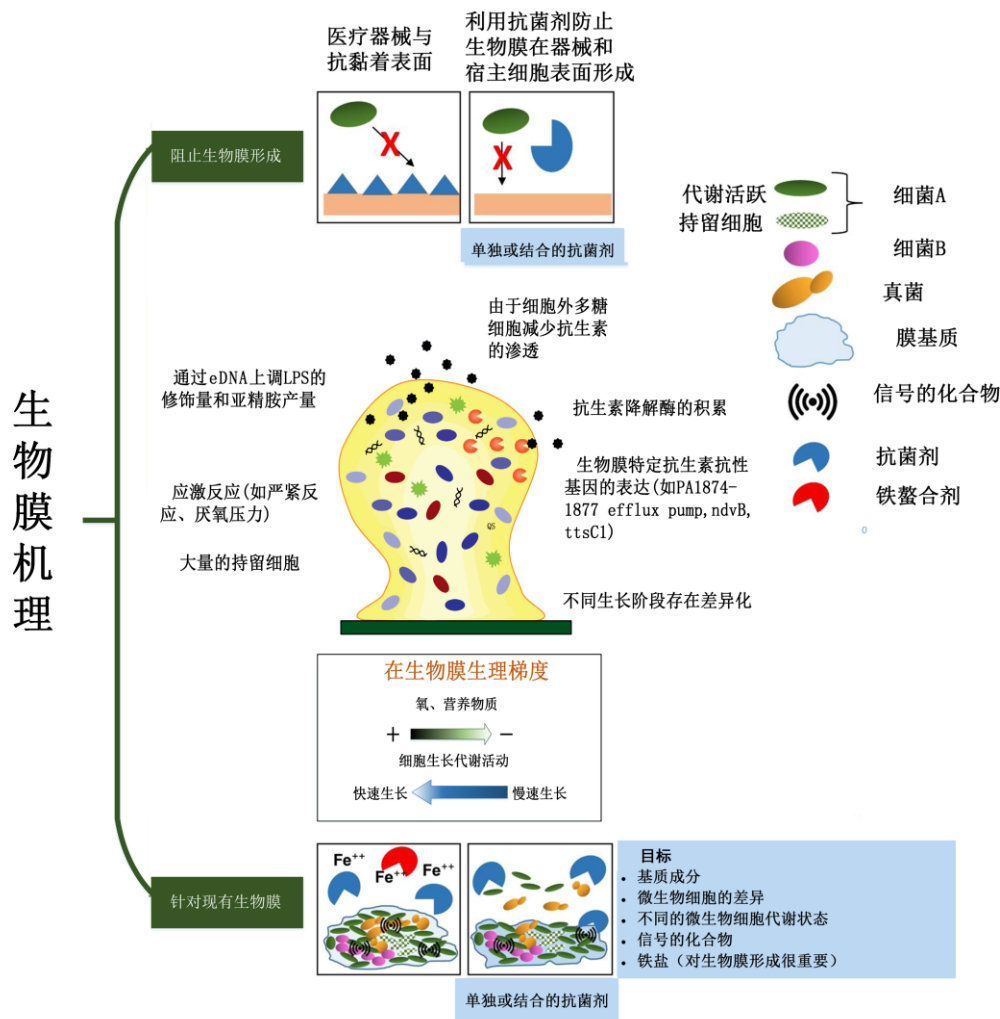 医疗器械与
抗黏着表面
利用抗菌剂防止
生物膜在器械和
宿主细胞表面形成
阻止生物膜形成
X
X
单独或结合的抗菌剂
代谢活跃
持留细胞
细菌A
细菌B
真菌
膜基质
信号的化合物
抗菌剂
铁螯合剂
生物膜机理
由于细胞外多糖
细胞减少抗生素
的渗透
通过eDNA上调LPS的
修饰量和亚精胺产量
抗生素降解酶的积累
应激反应(如严紧反
应、厌氧压力)
生物膜特定抗生素抗性
基因的表达(如PA1874-
1877 efflux pump,ndvB,
ttsC1)
QS
大量的持留细胞
不同生长阶段存在差异化
在生物膜生理梯度
氧、营养物质
+ −
细胞生长代谢活动
快速生长 慢速生长
针对现有生物膜
Fe++
Fe++
Fe++
单独或结合的抗菌剂
目标
• 基质成分
• 微生物细胞的差异
• 不同的微生物细胞代谢状态
• 信号的化合物
• 铁盐（对生物膜形成很重要）